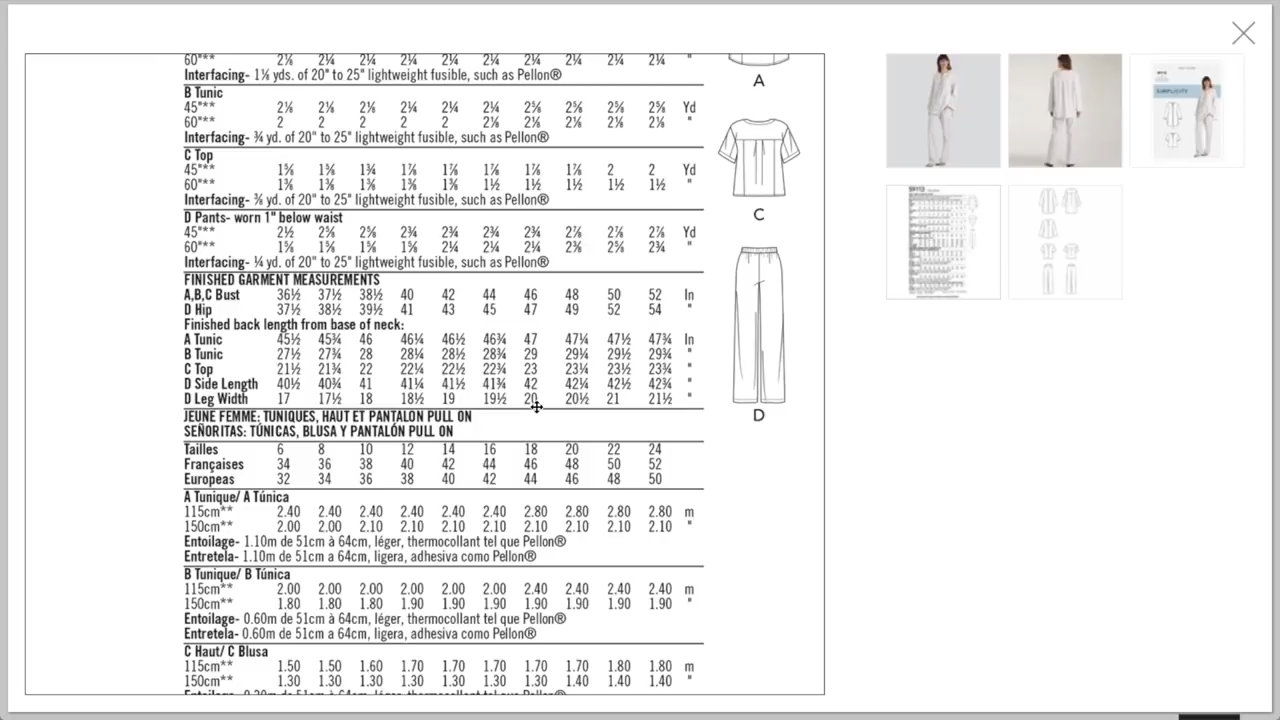 60"** 2⅛ 2¼ 2¼ 2¼ 2¼ 2¼ 2¼ 2¼ 2¼ 2¼ "
Interfacing- 1⅛ yds. of 20" to 25" lightweight fusible, such as Pellon®
B Tunic
45"** 2⅛ 2⅛ 2⅛ 2¼ 2¼ 2¼ 2⅝ 2⅝ 2⅝ 2⅝ Yd
60"** 2 2 2 2 2 2⅛ 2⅛ 2⅛ 2⅛ 2⅛ "
Interfacing- ¾ yd. of 20" to 25" lightweight fusible, such as Pellon®
C Top
45"** 1⅝ 1⅝ 1¾ 1⅞ 1⅞ 1⅞ 1⅞ 1⅞ 2 2 Yd
60"** 1⅜ 1⅜ 1⅜ 1⅜ 1⅜ 1½ 1½ 1½ 1½ 1½ "
Interfacing- ⅜ yd. of 20" to 25" lightweight fusible, such as Pellon®
D Pants- worn 1" below waist
45"** 2½ 2⅝ 2⅝ 2¾ 2¾ 2¾ 2¾ 2⅞ 2⅞ 2⅞ Yd
60"** 1⅝ 1⅝ 1⅝ 1⅝ 2¼ 2¼ 2¼ 2⅜ 2⅝ 2¾ "
Interfacing- ¼ yd. of 20" to 25" lightweight fusible, such as Pellon®
FINISHED GARMENT MEASUREMENTS
A,B,C Bust 36½ 37½ 38½ 40 42 44 46 48 50 52 In
D Hip 37½ 38½ 39½ 41 43 45 47 49 52 54 "
Finished back length from base of neck:
A Tunic 45½ 45¾ 46 46¼ 46½ 46¾ 47 47¼ 47½ 47¾ In
B Tunic 27½ 27¾ 28 28¼ 28½ 28¾ 29 29¼ 29½ 29¾ "
C Top 21½ 21¾ 22 22¼ 22½ 22¾ 23 23¼ 23½ 23¾ "
D Side Length 40½ 40¾ 41 41¼ 41½ 41¾ 42 42¼ 42½ 42¾ "
D Leg Width 17 17½ 18 18½ 19 19½ 20 20½ 21 21½ "
JEUNE FEMME: TUNIQUES, HAUT ET PANTALON PULL ON
SEÑORITAS: TÚNICAS, BLUSA Y PANTALÓN PULL ON
Tailles 6 8 10 12 14 16 18 20 22 24
Françaises 34 36 38 40 42 44 46 48 50 52
Europeas 32 34 36 38 40 42 44 46 48 50
A Tunique/ A Túnica
115cm** 2.40 2.40 2.40 2.40 2.40 2.40 2.80 2.80 2.80 2.80 m
150cm** 2.00 2.00 2.10 2.10 2.10 2.10 2.10 2.10 2.10 2.10 "
Entoilage- 1.10m de 51cm à 64cm, léger, thermocollant tel que Pellon®
Entretela- 1.10m de 51cm a 64cm, ligera, adhesiva como Pellon®
B Tunique/ B Túnica
115cm** 2.00 2.00 2.00 2.00 2.00 2.00 2.40 2.40 2.40 2.40 m
150cm** 1.80 1.80 1.80 1.90 1.90 1.90 1.90 1.90 1.90 1.90 "
Entoilage- 0.60m de 51cm à 64cm, léger, thermocollant tel que Pellon®
Entretela- 0.60m de 51cm a 64cm, ligera, adhesiva como Pellon®
C Haut/ C Blusa
115cm** 1.50 1.50 1.60 1.70 1.70 1.70 1.70 1.70 1.80 1.80 m
150cm** 1.30 1.30 1.30 1.30 1.30 1.30 1.30 1.40 1.40 1.40 "
A
C
D
SIMPLICITY